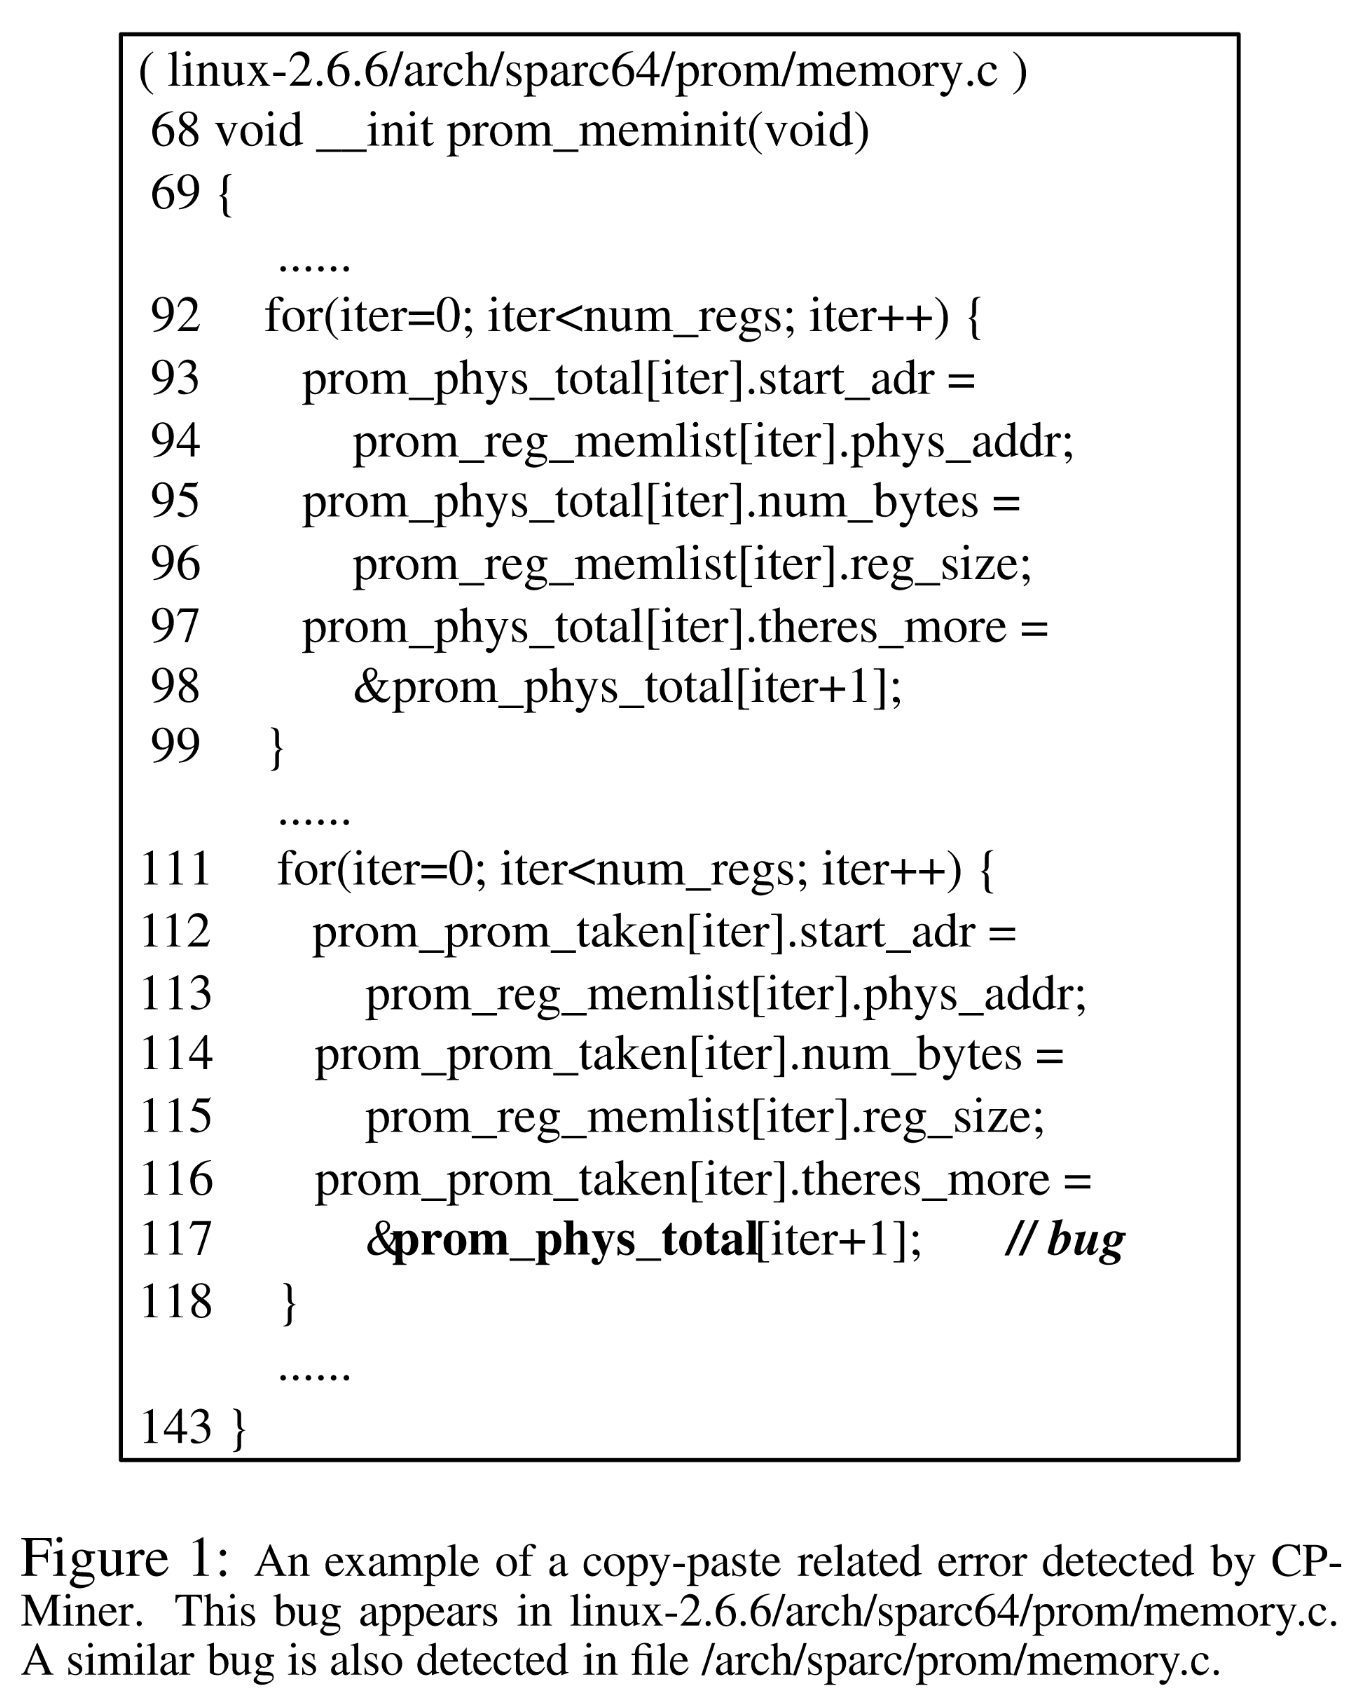 ( linux-2.6.6/arch/sparc64/prom/memory.c )
68 void __init prom_meminit(void)
69 {
......
92 for(iter=0; iter<num_regs; iter++) {
93 prom_phys_total[iter].start_adr =
94 prom_reg_memlist[iter].phys_addr;
95 prom_phys_total[iter].num_bytes =
96 prom_reg_memlist[iter].reg_size;
97 prom_phys_total[iter].theres_more =
98 &prom_phys_total[iter+1];
99 }
......
111 for(iter=0; iter<num_regs; iter++) {
112 prom_prom_taken[iter].start_adr =
113 prom_reg_memlist[iter].phys_addr;
114 prom_prom_taken[iter].num_bytes =
115 prom_reg_memlist[iter].reg_size;
116 prom_prom_taken[iter].theres_more =
117 &prom_phys_total[iter+1]; // bug
118 }
......
143 }
Figure 1: An example of a copy-paste related error detected by CP-
Miner. This bug appears in linux-2.6.6/arch/sparc64/prom/memory.c.
A similar bug is also detected in file /arch/sparc/prom/memory.c.